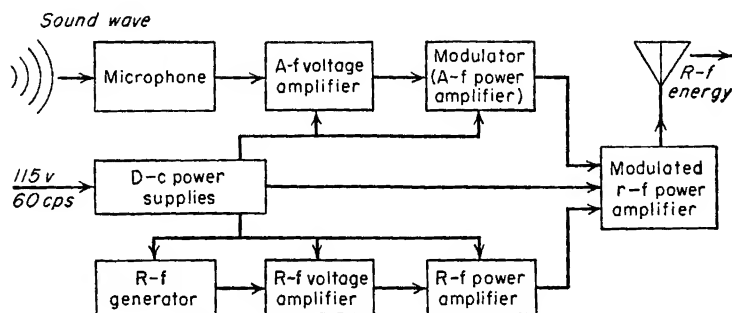 Sound wave
Microphone
A-f voltage
amplifier
Modulator
(A-f power
amplifier)
R-f
energy
115 v
60 cps
D-c power
supplies
Modulated
r-f power
amplifier
R-f
generator
R-f voltage
amplifier
R-f power
amplifier